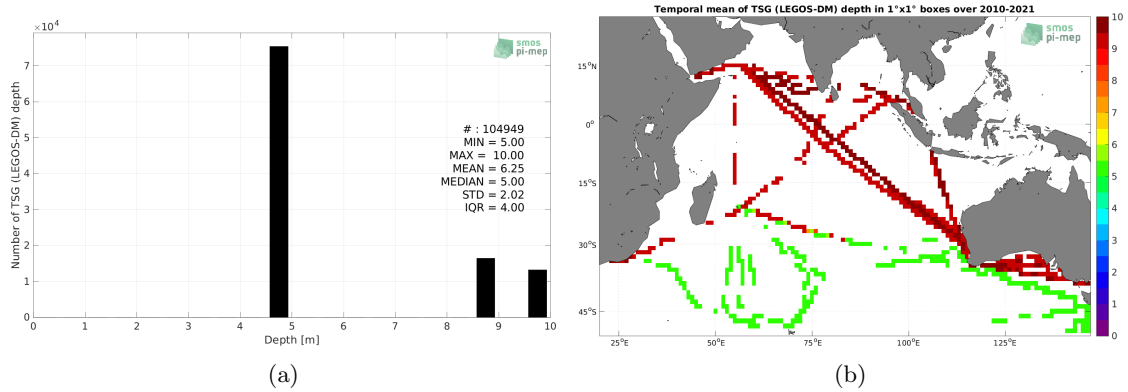 ×10⁴
smos
pi-mep
7
6
5
4
3
2
1
0
Number of TSG (LEGOS-DM) depth
# : 104949
MIN = 5.00
MAX = 10.00
MEAN = 6.25
MEDIAN = 5.00
STD = 2.02
IQR = 4.00
0 1 2 3 4 5 6 7 8 9 10
Depth [m]
(a)
Temporal mean of TSG (LEGOS-DM) depth in 1°x1° boxes over 2010-2021
smos
pi-mep
15°N
0°
15°S
30°S
45°S
25°E 50°E 75°E 100°E 125°E
10
9
8
7
6
5
4
3
2
1
0
(b)